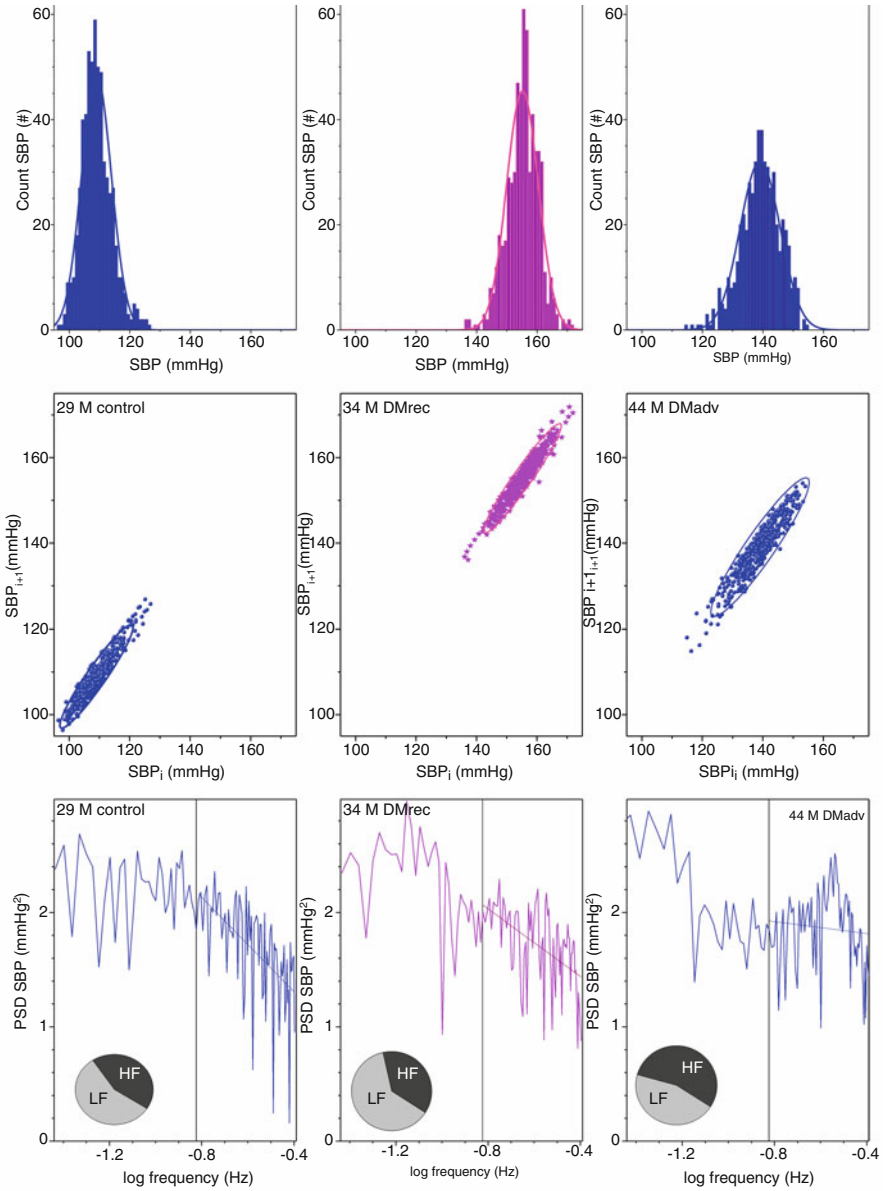 60
40
20
0
Count SBP (#)
100 120 140 160
SBP (mmHg)
60
40
20
0
Count SBP (#)
100 120 140 160
SBP (mmHg)
60
40
20
0
Count SBP (#)
100 120 140 160
SBP (mmHg)
29 M control
160
140
120
100
SBPi+1(mmHg)
100 120 140 160
SBPi (mmHg)
34 M DMrec
160
140
120
100
SBPi+1(mmHg)
100 120 140 160
SBPi (mmHg)
44 M DMadv
160
140
120
100
SBP i+1i+1(mmHg)
100 120 140 160
SBPii (mmHg)
29 M control
2
1
0
PSD SBP (mmHg²)
HF
LF
-1.2 -0.8 -0.4
log frequency (Hz)
34 M DMrec
2
1
0
PSD SBP (mmHg²)
HF
LF
-1.2 -0.8 -0.4
log frequency (Hz)
44 M DMadv
2
1
0
PSD SBP (mmHg²)
HF
LF
-1.2 -0.8 -0.4
log frequency (Hz)